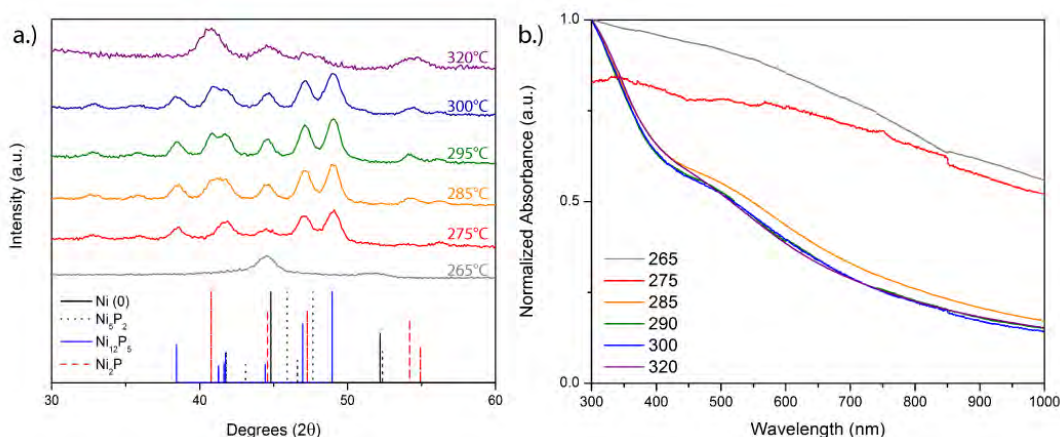 a.)
320°C
300°C
295°C
285°C
275°C
265°C
Ni (0)
Ni5P2
Ni12P5
Ni2P
Intensity (a.u.)
30 40 50 60
Degrees (2θ)
b.)
1.0
0.5
0.0
Normalized Absorbance (a.u.)
265
275
285
290
300
320
300 400 500 600 700 800 900 1000
Wavelength (nm)